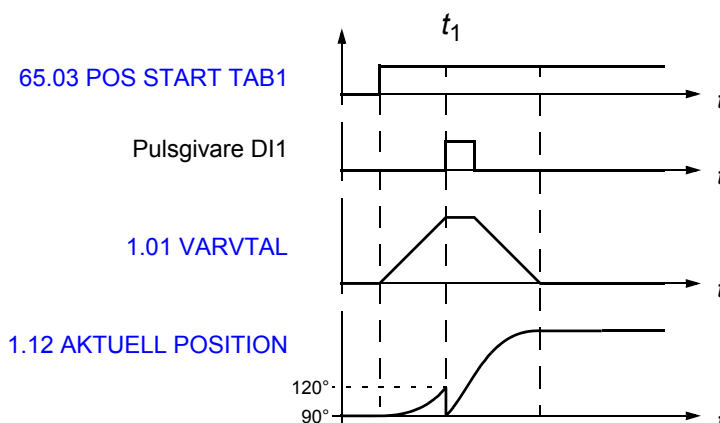 t1
65.03 POS START TAB1
t
Pulsgivare DI1
t
1.01 VARVTAL
t
1.12 AKTUELL POSITION
120°
90°
t